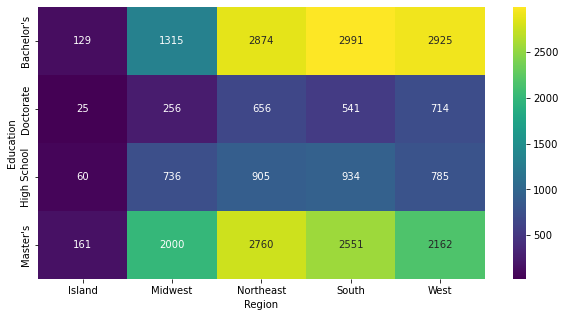 Bachelor's 129 1315 2874 2991 2925
Doctorate 25 256 656 541 714
High School 60 736 905 934 785
Master's 161 2000 2760 2551 2162
Island Midwest Northeast South West
Region
Education
2500
2000
1500
1000
500